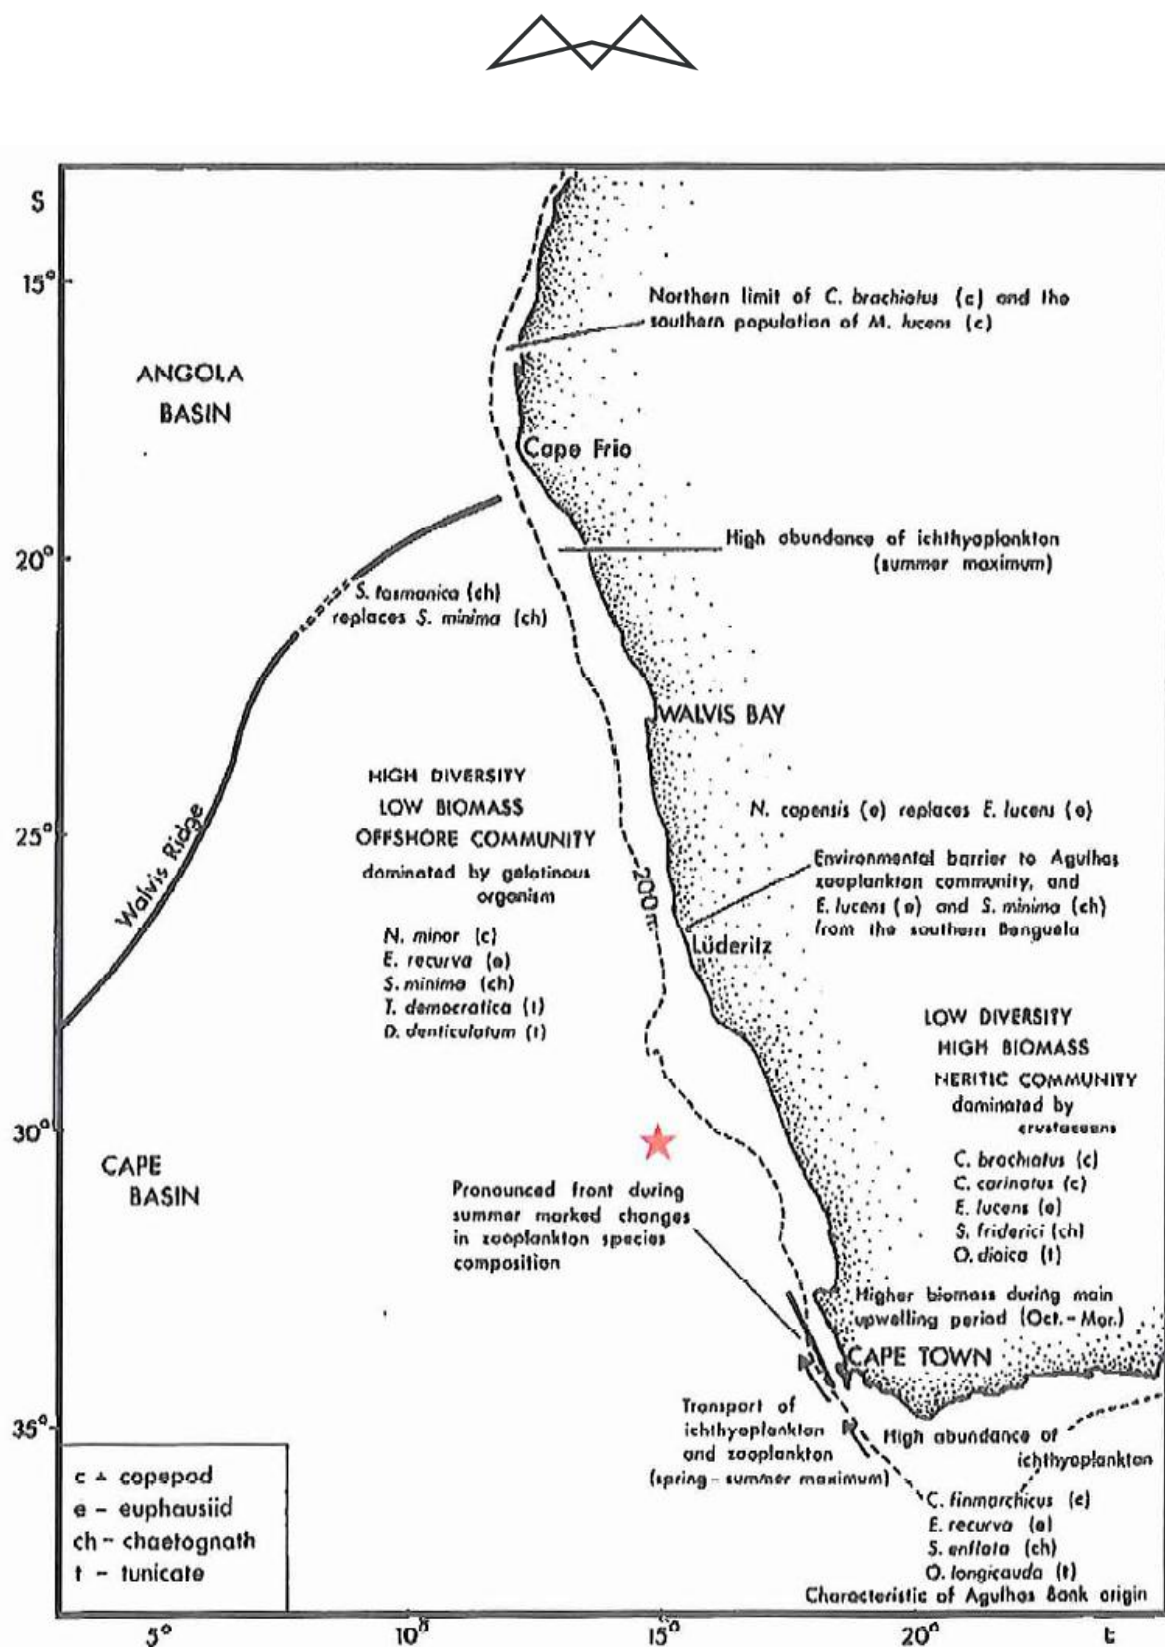 S
15°
Northern limit of C. brachiatus (c) and the
southern population of M. lucens (c)
ANGOLA
BASIN
Cape Frio
20°
High abundance of ichthyoplankton
(summer maximum)
S. tasmanica (ch)
replaces S. minima (ch)
WALVIS BAY
HIGH DIVERSITY
LOW BIOMASS
OFFSHORE COMMUNITY
dominated by gelatinous
organism
N. capensis (e) replaces E. lucens (e)
25°
Walvis Ridge
200m
Environmental barrier to Agulhas
zooplankton community, and
E. lucens (e) and S. minima (ch)
from the southern Benguela
Lüderitz
N. minor (c)
E. recurva (e)
S. minima (ch)
T. democratica (t)
D. denticulatum (t)
LOW DIVERSITY
HIGH BIOMASS
NERITIC COMMUNITY
dominated by
crustaceans
C. brachiatus (c)
C. carinatus (c)
E. lucens (e)
S. friderici (ch)
O. dioica (t)
30°
CAPE
BASIN
Pronounced front during
summer marked changes
in zooplankton species
composition
Higher biomass during main
upwelling period (Oct.-Mar.)
CAPE TOWN
35°
Transport of
ichthyoplankton
and zooplankton
(spring - summer maximum)
High abundance of
ichthyoplankton
C. finmarchicus (c)
E. recurva (e)
S. enflata (ch)
O. longicauda (t)
Characteristic of Agulhas Bank origin
c - copepod
e - euphausiid
ch - chaetognath
t - tunicate
5°
10°
15°
20°